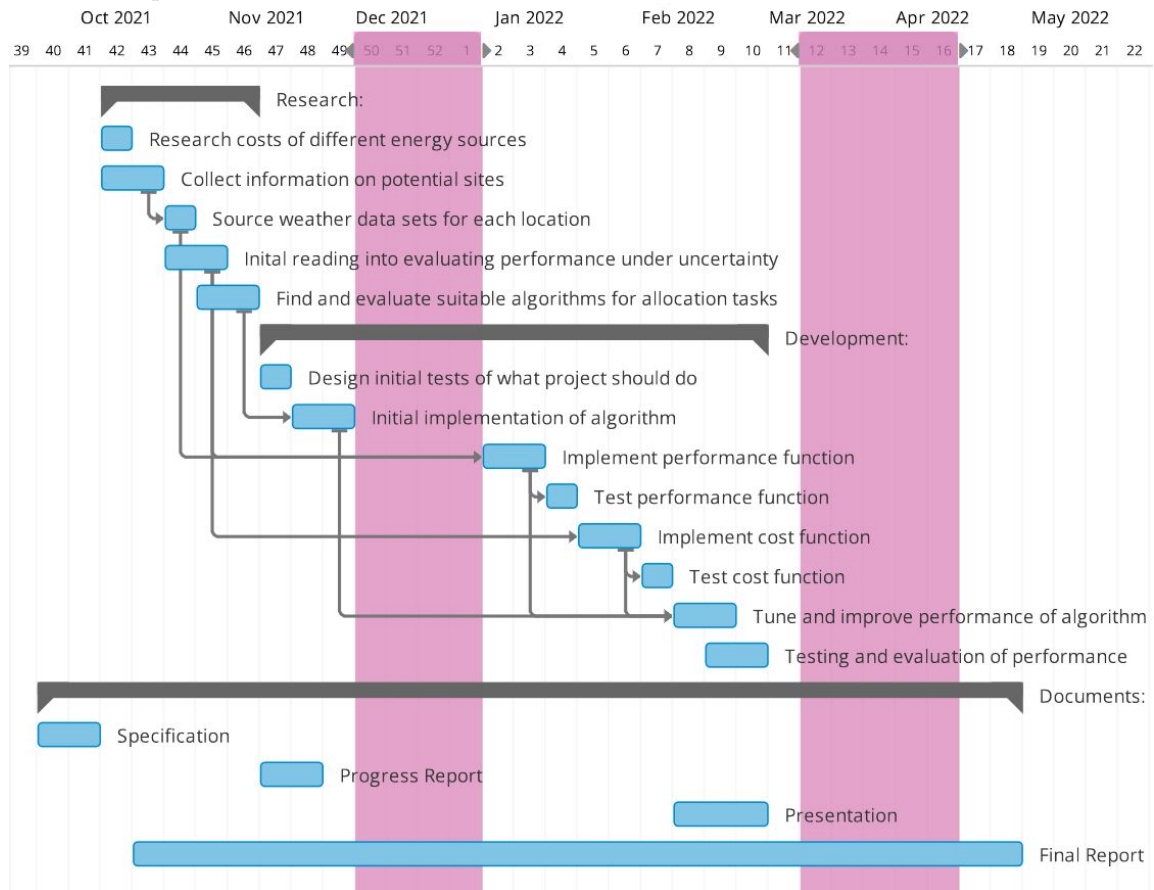 Oct 2021 Nov 2021 Dec 2021 Jan 2022 Feb 2022 Mar 2022 Apr 2022 May 2022
39 40 41 42 43 44 45 46 47 48 49 50 51 52 1 2 3 4 5 6 7 8 9 10 11 12 13 14 15 16 17 18 19 20 21 22
Research:
Research costs of different energy sources
Collect information on potential sites
Source weather data sets for each location
Inital reading into evaluating performance under uncertainty
Find and evaluate suitable algorithms for allocation tasks
Development:
Design initial tests of what project should do
Initial implementation of algorithm
Implement performance function
Test performance function
Implement cost function
Test cost function
Tune and improve performance of algorithm
Testing and evaluation of performance
Documents:
Specification
Progress Report
Presentation
Final Report